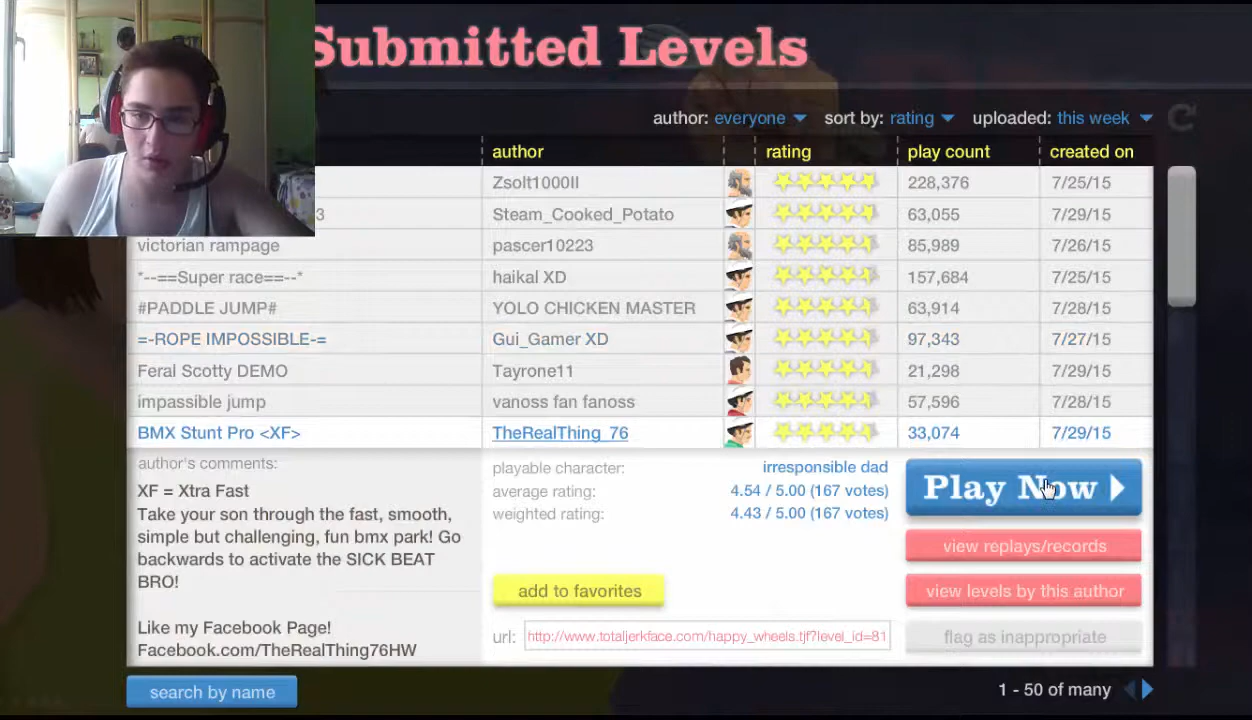 Submitted Levels
author: everyone sort by: rating uploaded: this week
author rating play count created on
Zsolt1000II 228,376 7/25/15
3 Steam_Cooked_Potato 63,055 7/29/15
victorian rampage pascer10223 85,989 7/26/15
*--==Super race==--* haikal XD 157,684 7/25/15
#PADDLE JUMP# YOLO CHICKEN MASTER 63,914 7/28/15
=-ROPE IMPOSSIBLE-= Gui_Gamer XD 97,343 7/27/15
Feral Scotty DEMO Tayrone11 21,298 7/29/15
impassible jump vanoss fan fanoss 57,596 7/28/15
BMX Stunt Pro <XF> TheRealThing_76 33,074 7/29/15
author's comments:
XF = Xtra Fast
Take your son through the fast, smooth,
simple but challenging, fun bmx park! Go
backwards to activate the SICK BEAT
BRO!
Like my Facebook Page!
Facebook.com/TheRealThing76HW
playable character: irresponsible dad
average rating: 4.54 / 5.00 (167 votes)
weighted rating: 4.43 / 5.00 (167 votes)
add to favorites
url: http://www.totaljerkface.com/happy_wheels.tjf?level_id=81
Play Now
view replays/records
view levels by this author
flag as inappropriate
search by name
1 - 50 of many